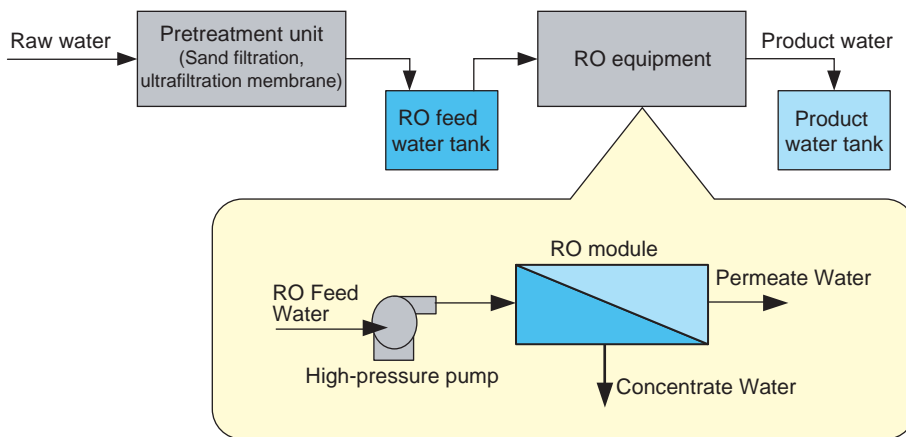 Raw water
Pretreatment unit
(Sand filtration,
ultrafiltration membrane)
RO feed
water tank
RO equipment
Product water
Product
water tank
RO module
RO Feed
Water
High-pressure pump
Permeate Water
Concentrate Water